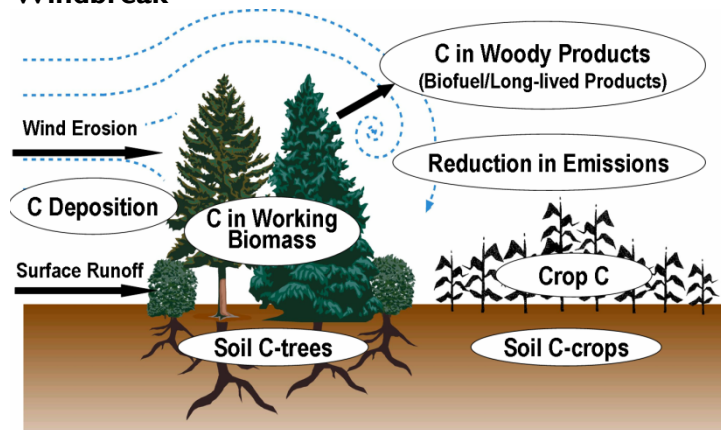 Windbreak
C in Woody Products
(Biofuel/Long-lived Products)
Wind Erosion
Reduction in Emissions
C Deposition
C in Working
Biomass
Surface Runoff
Crop C
Soil C-trees
Soil C-crops